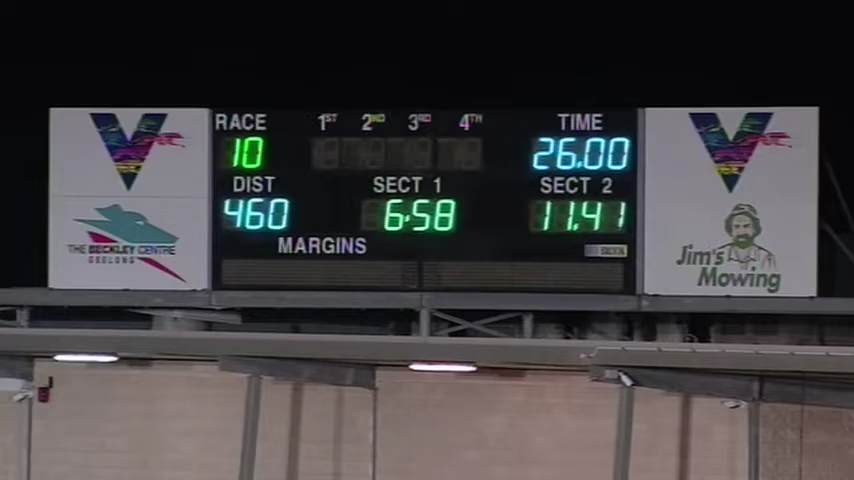 RACE 1ST 2ND 3RD 4TH TIME
10 26.00
DIST SECT 1 SECT 2
460 6.58 11.41
MARGINS
V
THE BECKLEY CENTRE
GEELONG
V
Jim's
Mowing